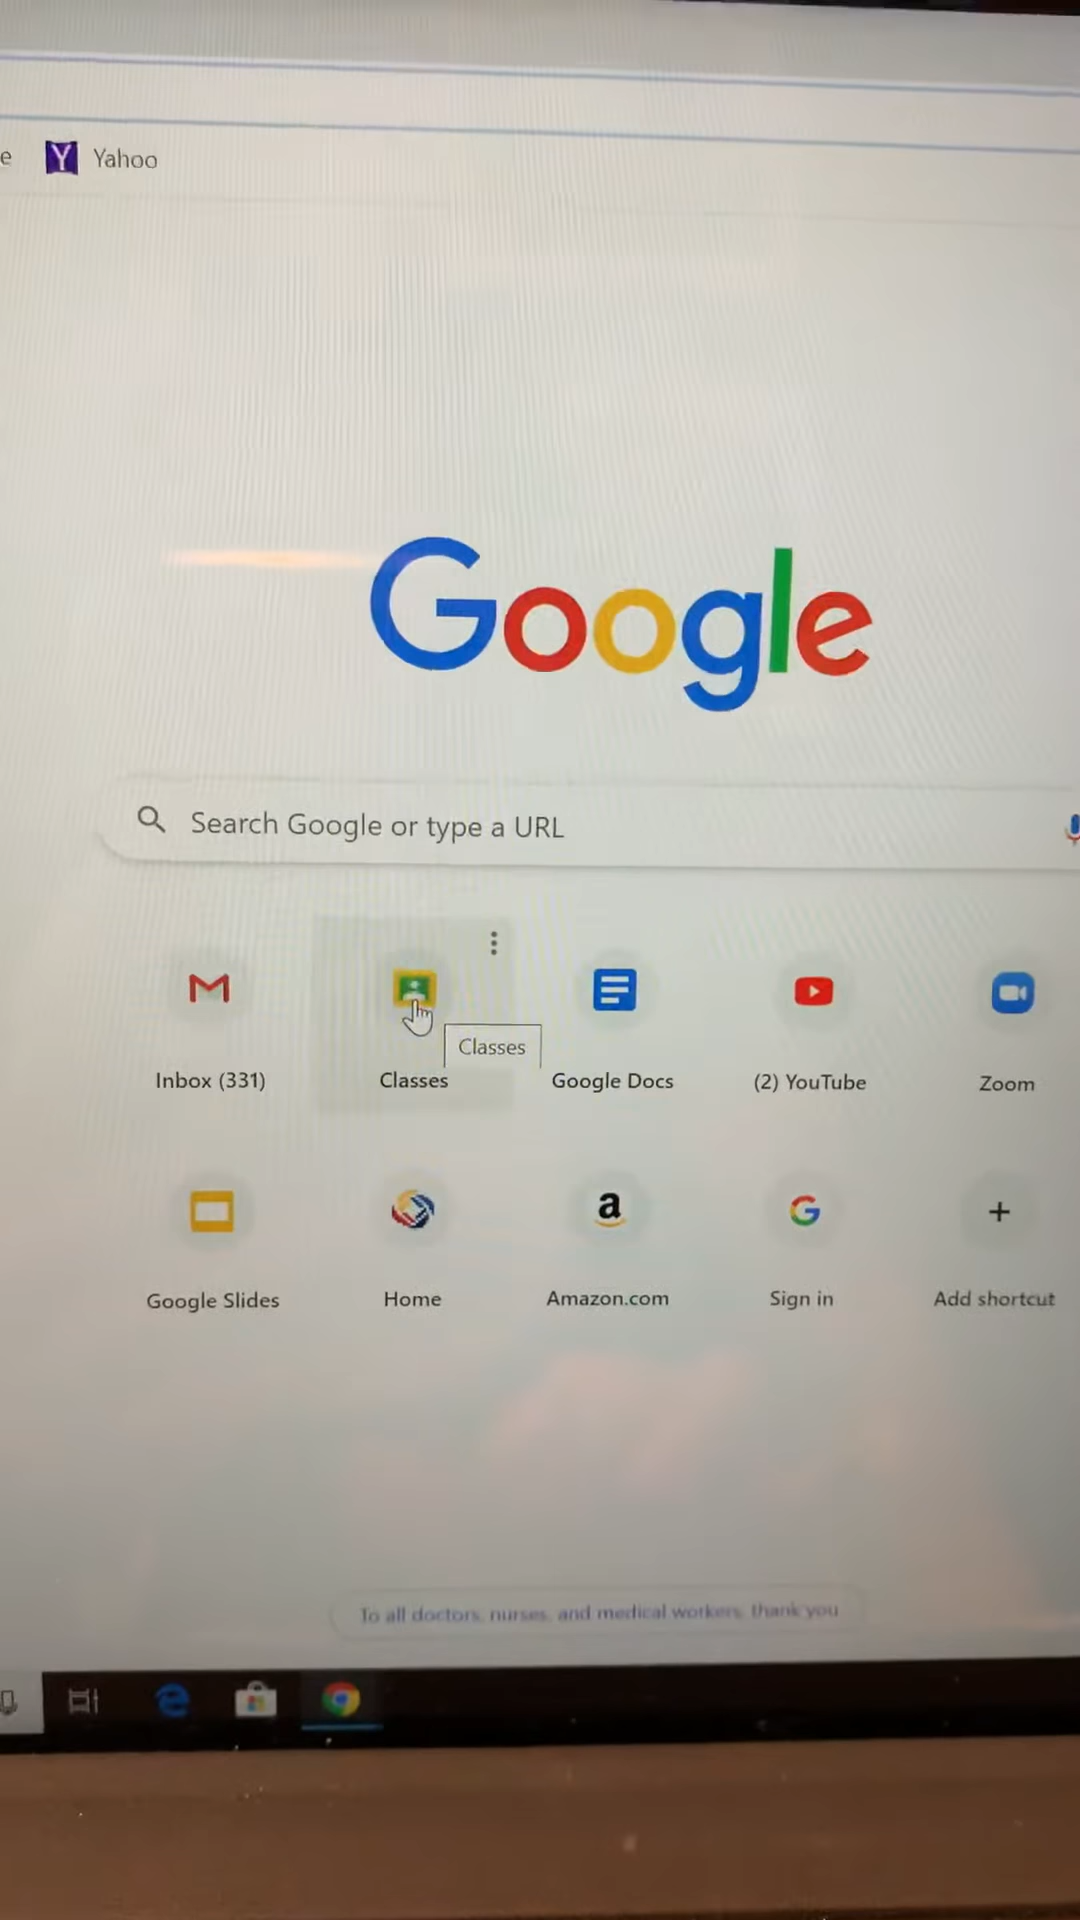 e Yahoo
Google
Search Google or type a URL
Classes
Inbox (331) Classes Google Docs (2) YouTube Zoom
a
Google Slides Home Amazon.com Sign in Add shortcut
To all doctors, nurses, and medical workers, thank you